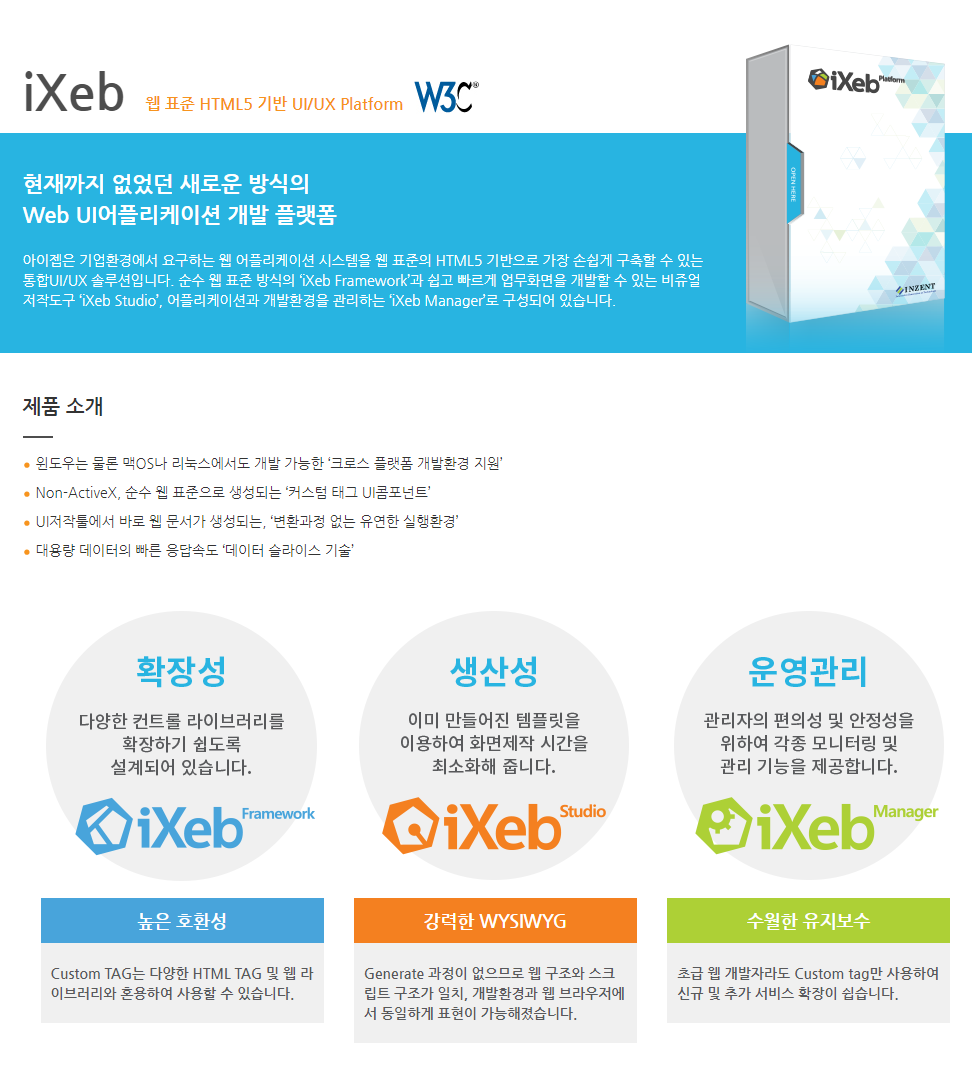 iXeb 웹 표준 HTML5 기반 UI/UX Platform W3C®
iXeb Platform
OPEN HERE
INZENT
현재까지 없었던 새로운 방식의
Web UI어플리케이션 개발 플랫폼
아이젭은 기업환경에서 요구하는 웹 어플리케이션 시스템을 웹 표준의 HTML5 기반으로 가장 손쉽게 구축할 수 있는
통합UI/UX 솔루션입니다. 순수 웹 표준 방식의 ‘iXeb Framework’과 쉽고 빠르게 업무화면을 개발할 수 있는 비쥬얼
저작도구 ‘iXeb Studio’, 어플리케이션과 개발환경을 관리하는 ‘iXeb Manager’로 구성되어 있습니다.
제품 소개
• 윈도우는 물론 맥OS나 리눅스에서도 개발 가능한 ‘크로스 플랫폼 개발환경 지원’
• Non-ActiveX, 순수 웹 표준으로 생성되는 ‘커스텀 태그 UI콤포넌트’
• UI저작툴에서 바로 웹 문서가 생성되는, ‘변환과정 없는 유연한 실행환경’
• 대용량 데이터의 빠른 응답속도 ‘데이터 슬라이스 기술’
확장성
다양한 컨트롤 라이브러리를
확장하기 쉽도록
설계되어 있습니다.
iXeb Framework
높은 호환성
Custom TAG는 다양한 HTML TAG 및 웹 라
이브러리와 혼용하여 사용할 수 있습니다.
생산성
이미 만들어진 템플릿을
이용하여 화면제작 시간을
최소화해 줍니다.
iXeb Studio
강력한 WYSIWYG
Generate 과정이 없으므로 웹 구조와 스크
립트 구조가 일치, 개발환경과 웹 브라우저에
서 동일하게 표현이 가능해졌습니다.
운영관리
관리자의 편의성 및 안정성을
위하여 각종 모니터링 및
관리 기능을 제공합니다.
iXeb Manager
수월한 유지보수
초급 웹 개발자라도 Custom tag만 사용하여
신규 및 추가 서비스 확장이 쉽습니다.